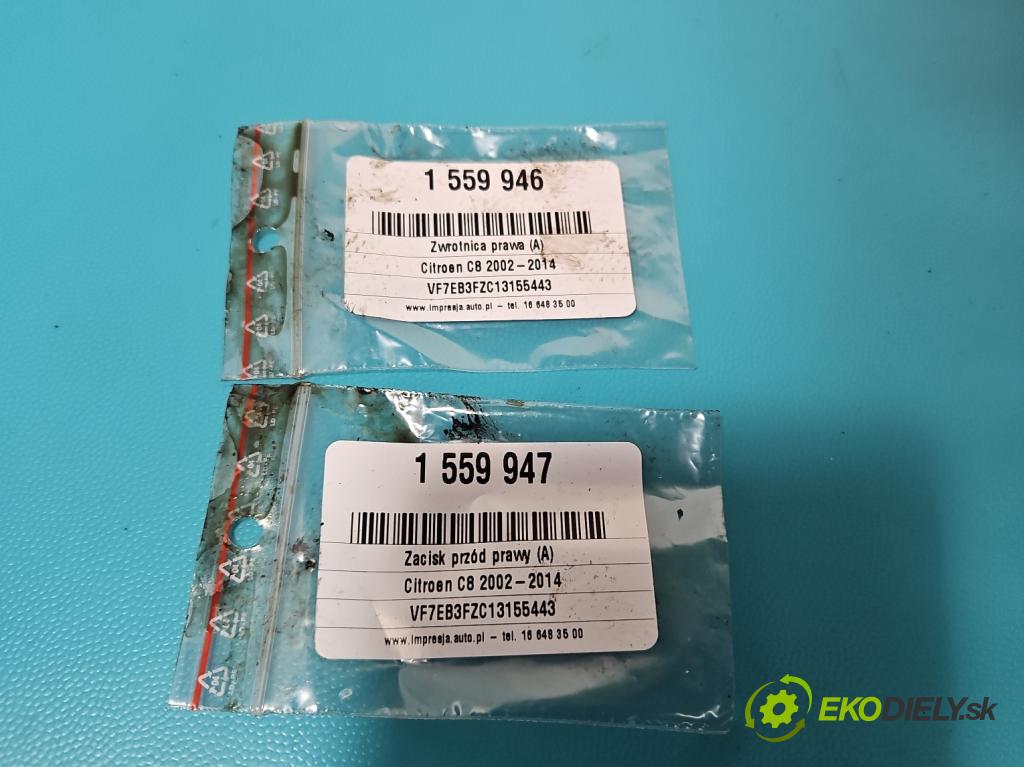 1 559 946
Zwrotnica prawa (A)
Citroen C8 2002-2014
VF7EB3FZC13155443
www.impresja.auto.pl - tel. 16 648 35 00
1 559 947
Zacisk przód prawy (A)
Citroen C8 2002-2014
VF7EB3FZC13155443
www.impresja.auto.pl - tel. 16 648 35 00
EKODIELY.sk